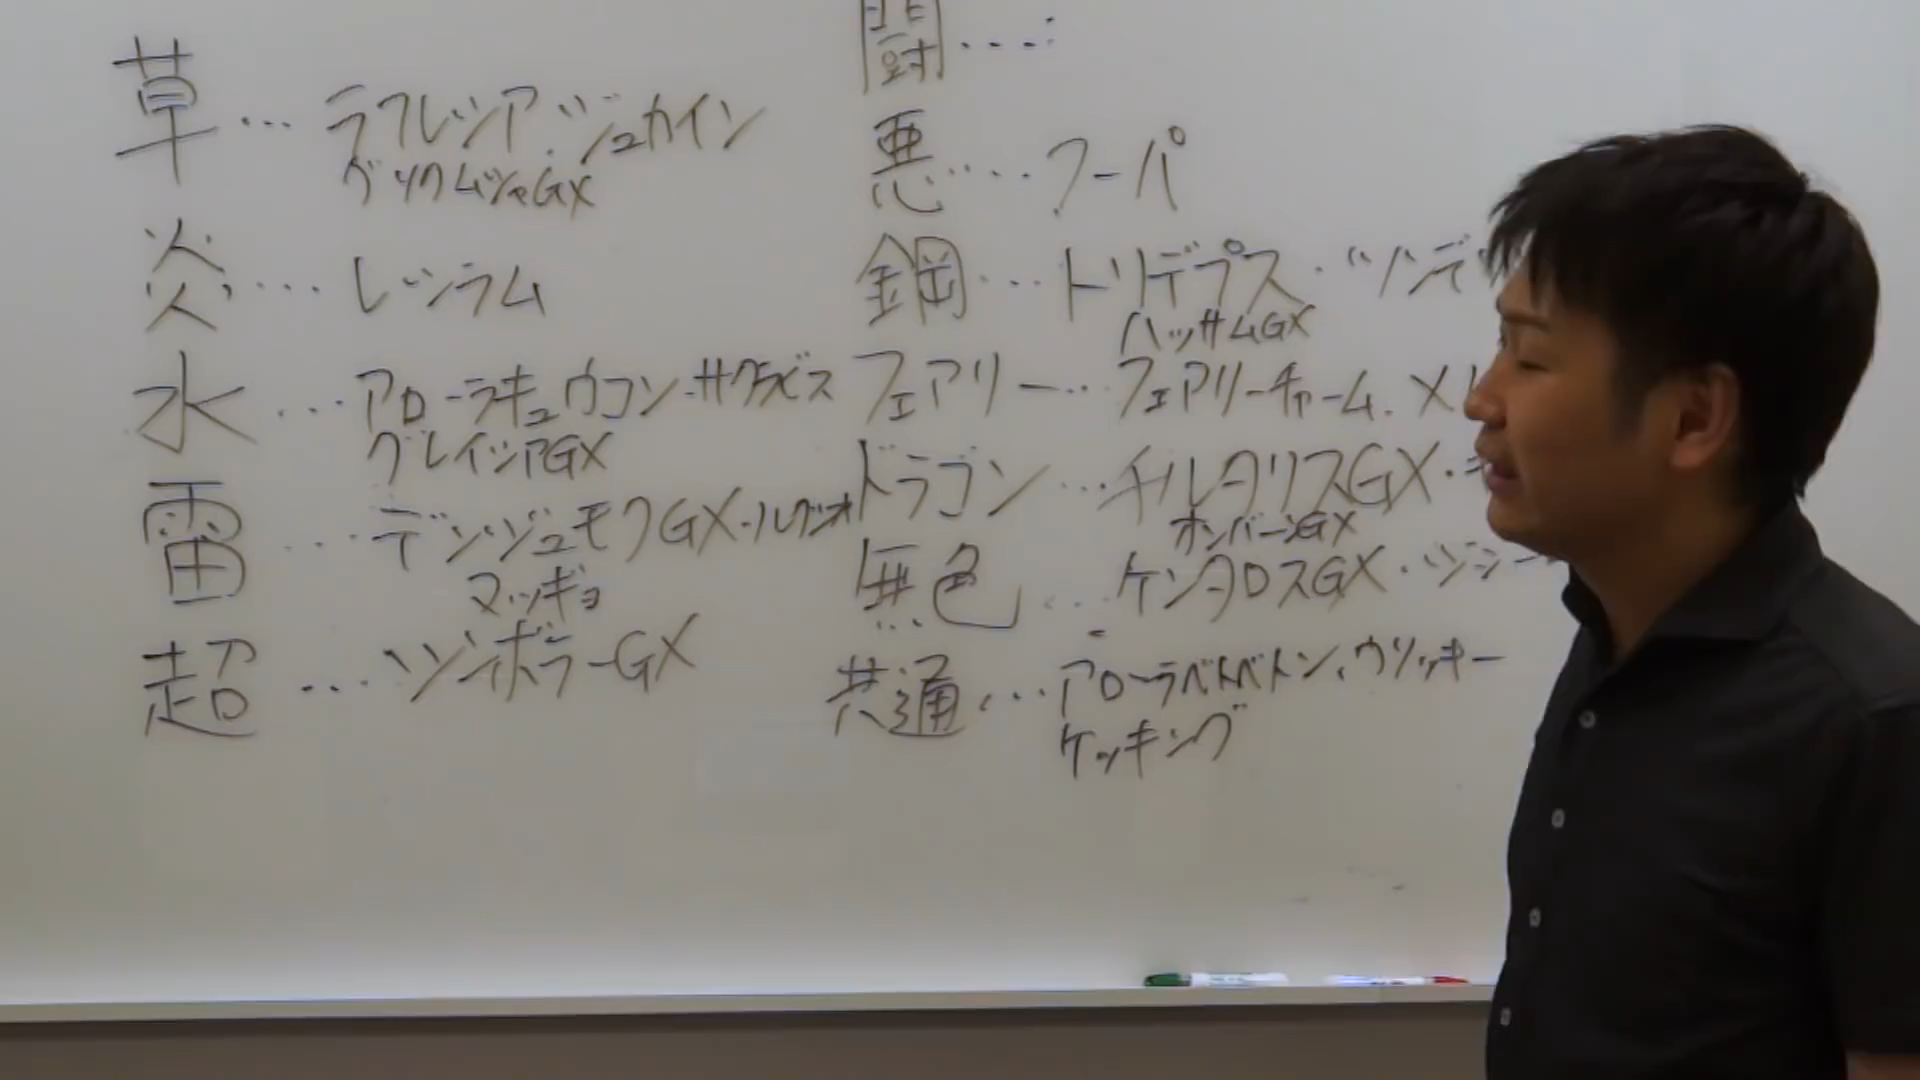 草… ラフレシア.ジュカイン
グソクムシャGX
炎… レシラム
水… アローラキュウコン.サクラビス
グレイシアGX
雷… デンジュモクGX・ルクシオ
マッギョ
超… シンボラーGX
闘…
悪… フーパ
鋼… トリデプス・
ハッサムGX
フェアリー… フェアリーチャーム.メレ
ドラゴン… チルタリスGX・
オンバーンGX
無色… ケンタロスGX・
共通… アローラベトベトン、ウソッキー
ケッキング